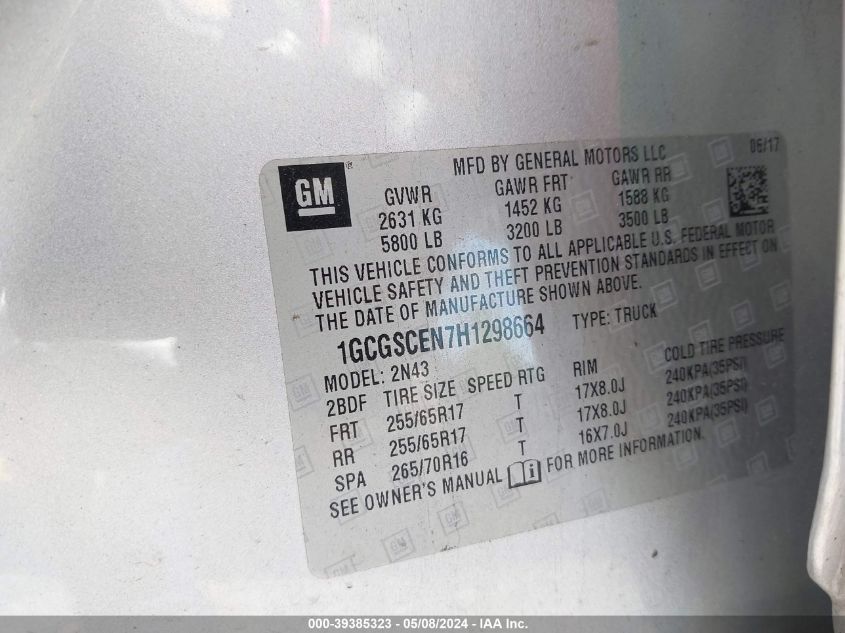 GM
MFD BY GENERAL MOTORS LLC 06/17
GVWR GAWR FRT GAWR RR
2631 KG 1452 KG 1588 KG
5800 LB 3200 LB 3500 LB
THIS VEHICLE CONFORMS TO ALL APPLICABLE U.S. FEDERAL MOTOR
VEHICLE SAFETY AND THEFT PREVENTION STANDARDS IN EFFECT ON
THE DATE OF MANUFACTURE SHOWN ABOVE.
1GCGSCEN7H1298664 TYPE: TRUCK
MODEL: 2N43
2BDF TIRE SIZE SPEED RTG RIM COLD TIRE PRESSURE
FRT 255/65R17 T 17X8.0J 240KPA(35PSI)
RR 255/65R17 T 17X8.0J 240KPA(35PSI)
SPA 265/70R16 T 16X7.0J 240KPA(35PSI)
SEE OWNER'S MANUAL FOR MORE INFORMATION.
000-39385323 - 05/08/2024 - IAA Inc.